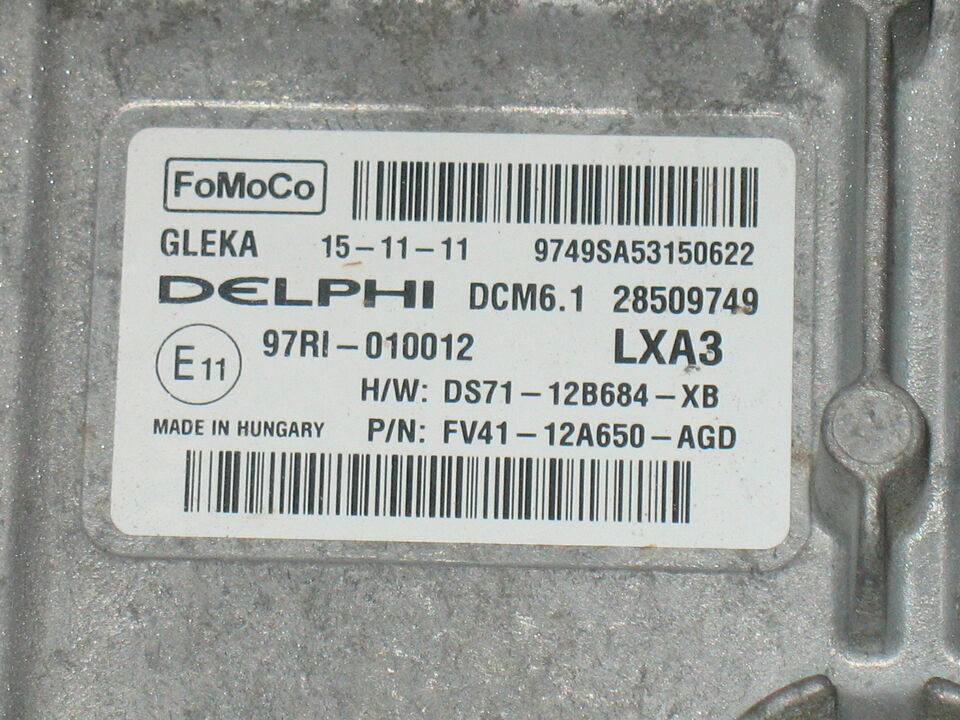 FoMoCo
GLEKA 15-11-11 9749SA53150622
DELPHI DCM6.1 28509749
E11 97RI-010012 LXA3
H/W: DS71-12B684-XB
MADE IN HUNGARY P/N: FV41-12A650-AGD